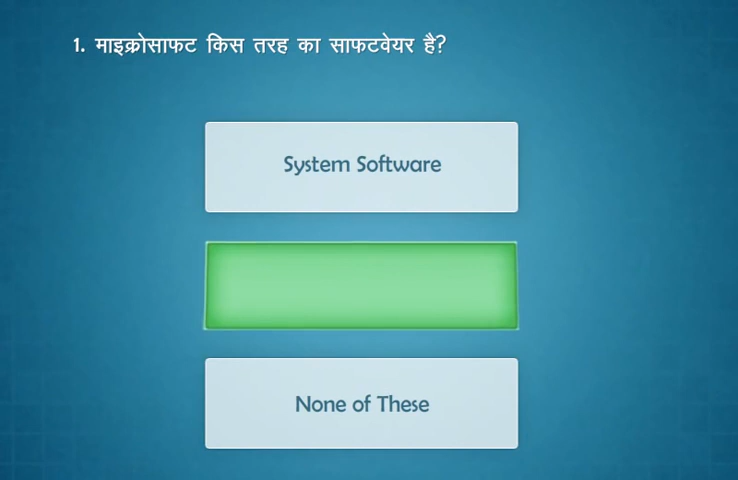 1. माइक्रोसाफट किस तरह का साफटवेयर है?
System Software
None of These